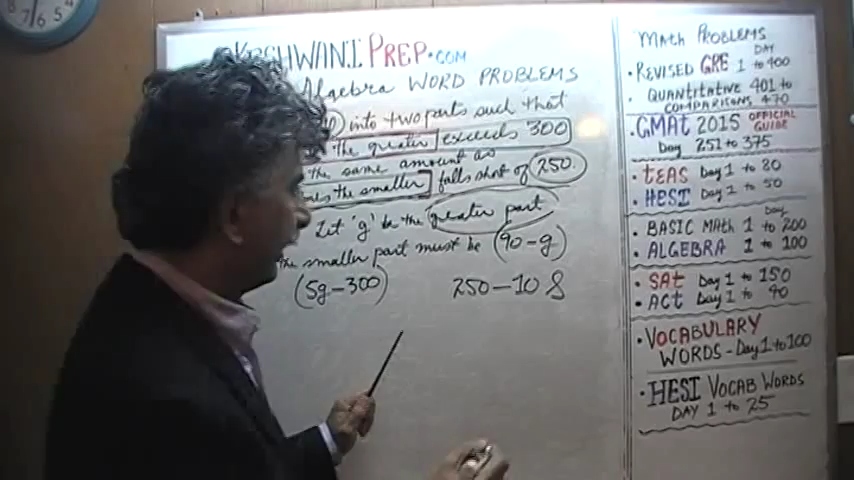 KESHWANI PREP.COM
Algebra WORD PROBLEMS
into two parts such that
the greater exceeds 300
the same amount as
the smaller falls short of 250.
Let 'g' be the greater part
the smaller part must be (90-g)
(5g-300) 250-10 S
MATH PROBLEMS
DAY
• REVISED GRE 1 to 400
• QUANTITATIVE 401 to
COMPARISONS 470
• GMAT 2015 OFFICIAL GUIDE
Day 251 to 375
• TEAS Day 1 to 80
• HESI Day 1 to 50
Day
• BASIC MATH 1 to 200
• ALGEBRA 1 to 100
• SAT Day 1 to 150
• ACT Day 1 to 90
• VOCABULARY
WORDS - Day 1 to 100
• HESI VOCAB WORDS
DAY 1 to 25
8 7 6 5 4